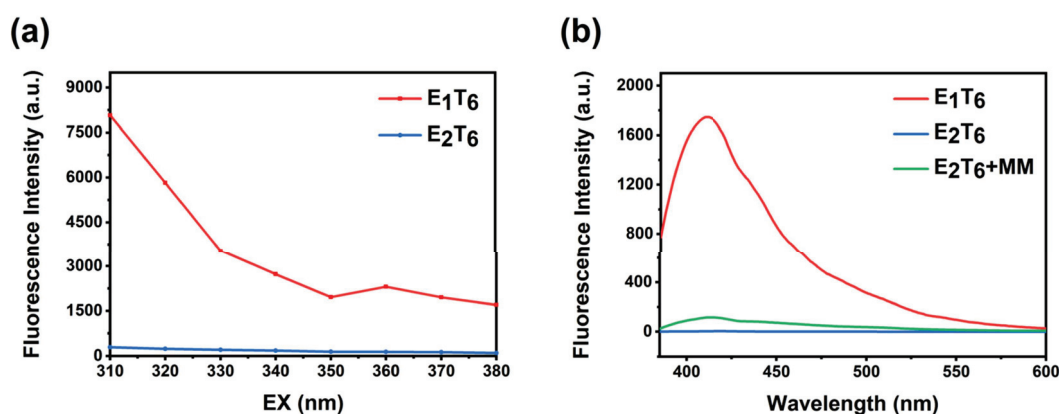 (a)
Fluorescence Intensity (a.u.)
9000
7500
6000
4500
3000
1500
0
310 320 330 340 350 360 370 380
EX (nm)
E1T6
E2T6
(b)
Fluorescence Intensity (a.u.)
2000
1600
1200
800
400
0
400 450 500 550 600
Wavelength (nm)
E1T6
E2T6
E2T6+MM